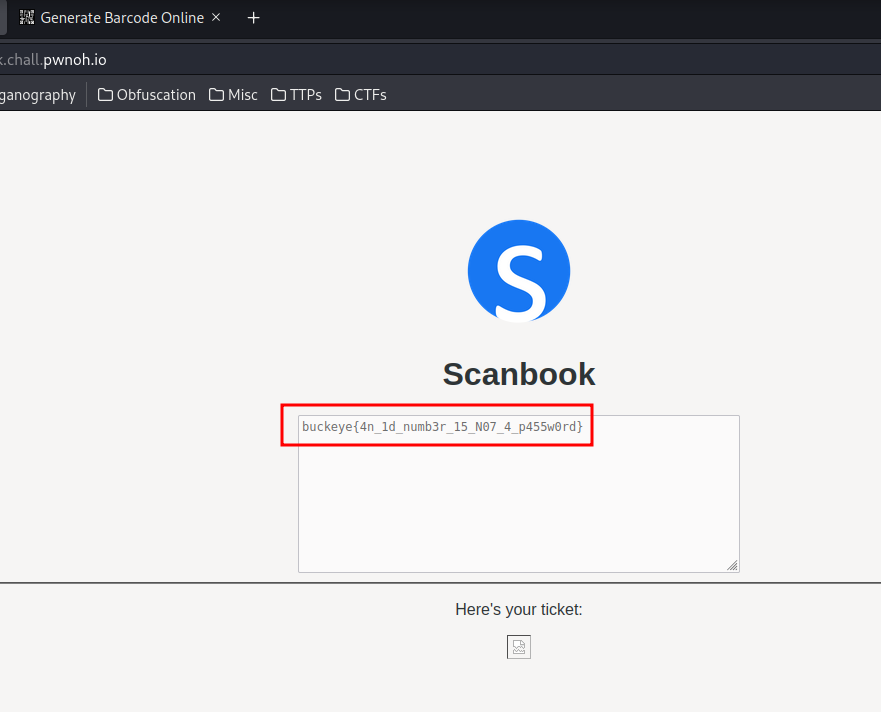 Generate Barcode Online × +
.chall.pwnoh.io
ganography Obfuscation Misc TTPs CTFs
S
Scanbook
buckeye{4n_1d_numb3r_15_N07_4_p455w0rd}
Here's your ticket: